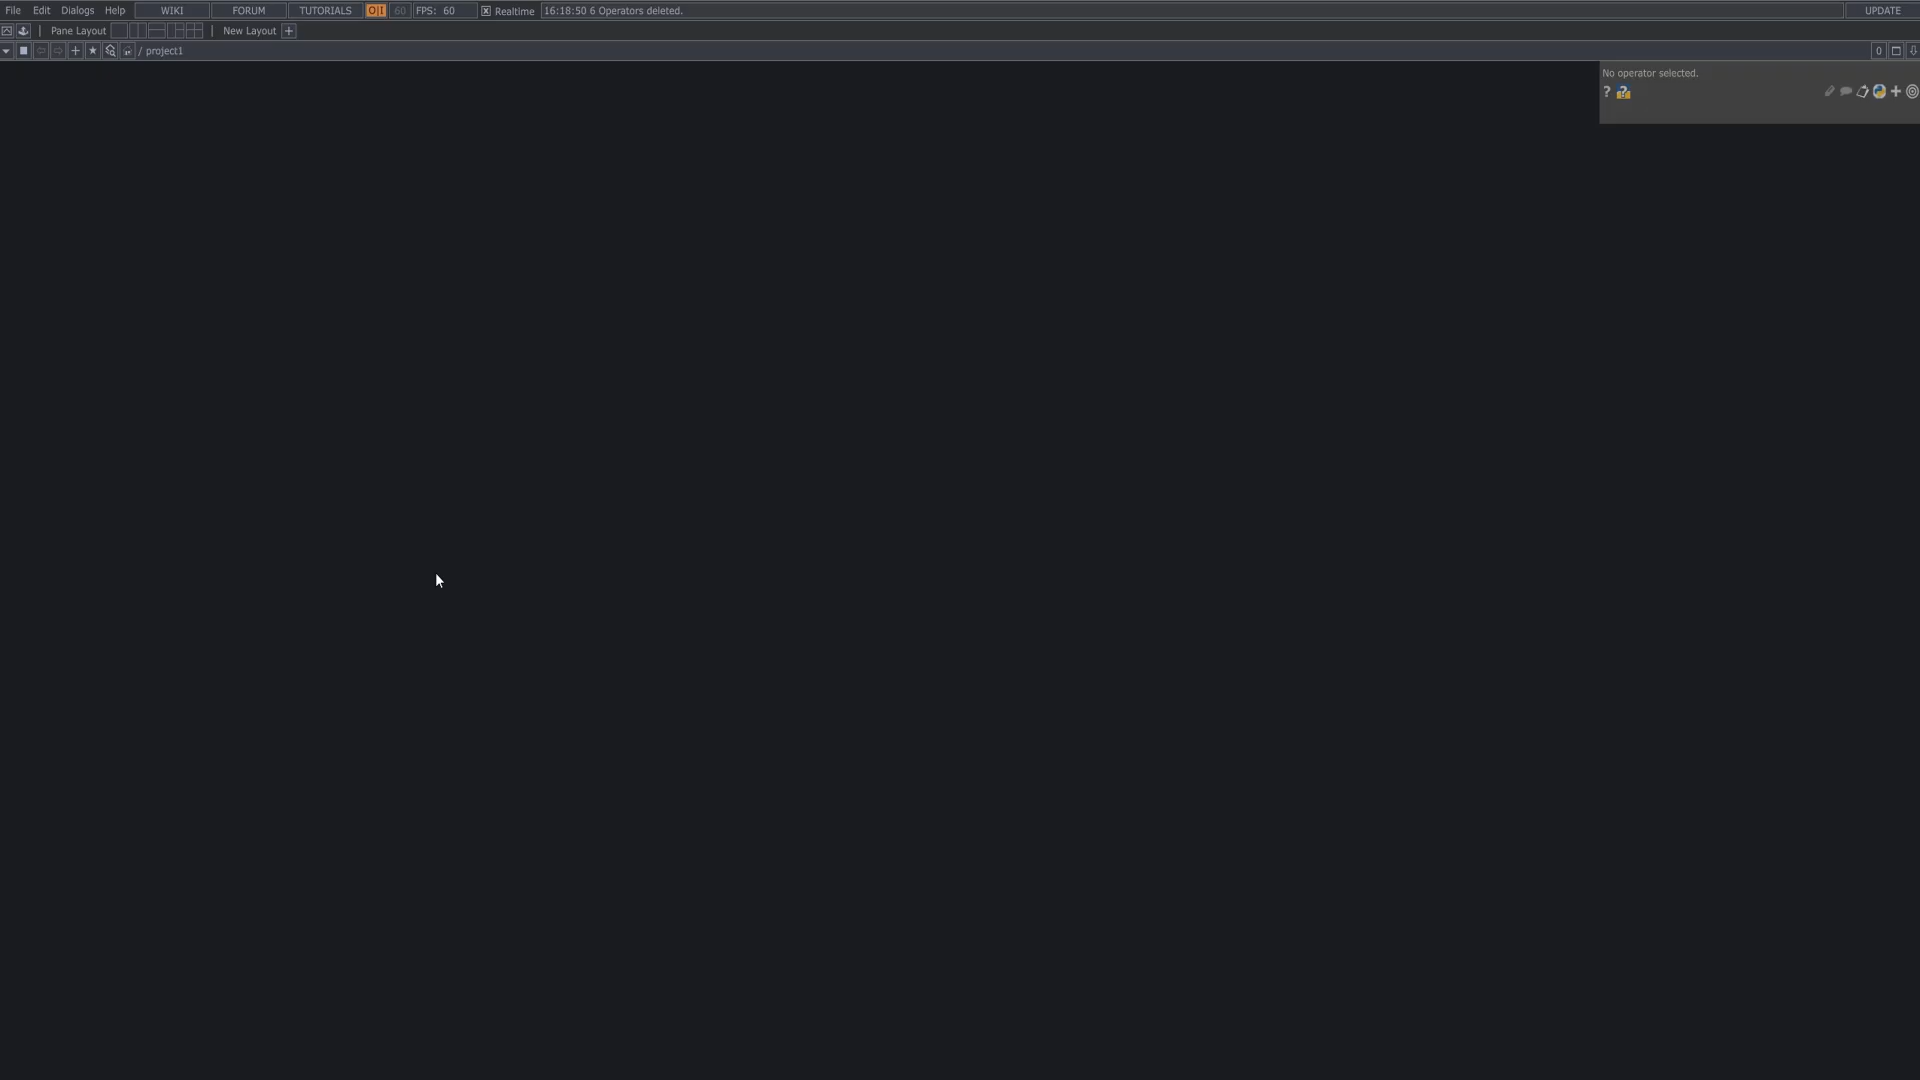 File Edit Dialogs Help WIKI FORUM TUTORIALS O|I 60 FPS: 60 Realtime 16:18:50 6 Operators deleted. UPDATE
Pane Layout New Layout +
/ project1 0
No operator selected.
? ?